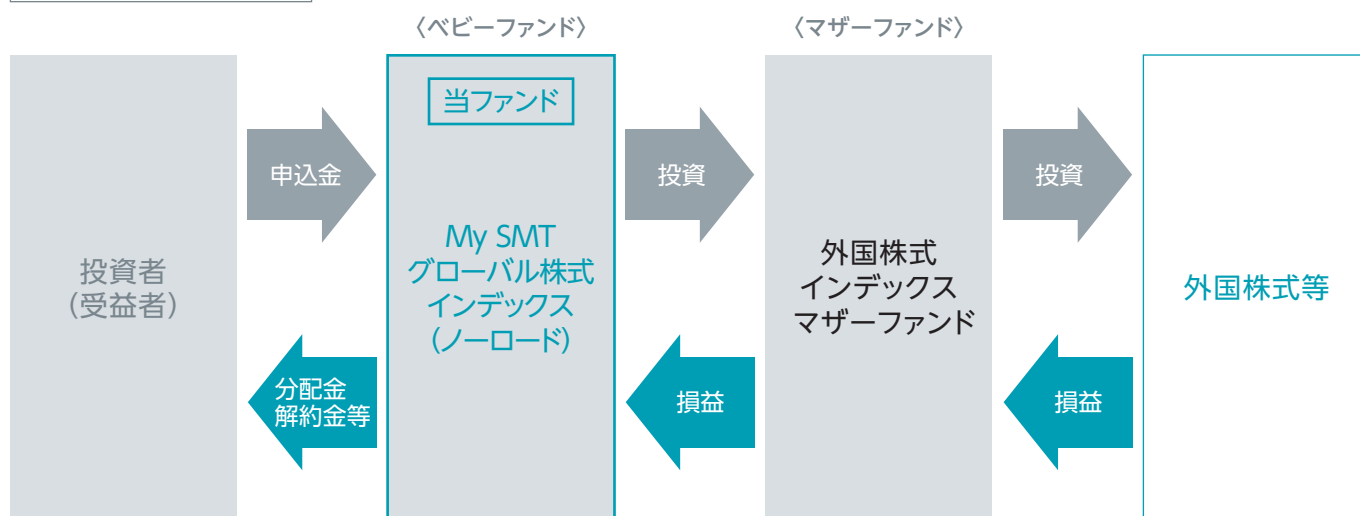 〈ベビーファンド〉
〈マザーファンド〉
当ファンド
申込金
投資
投資
投資者
(受益者)
My SMT
グローバル株式
インデックス
(ノーロード)
外国株式
インデックス
マザーファンド
外国株式等
分配金
解約金等
損益
損益